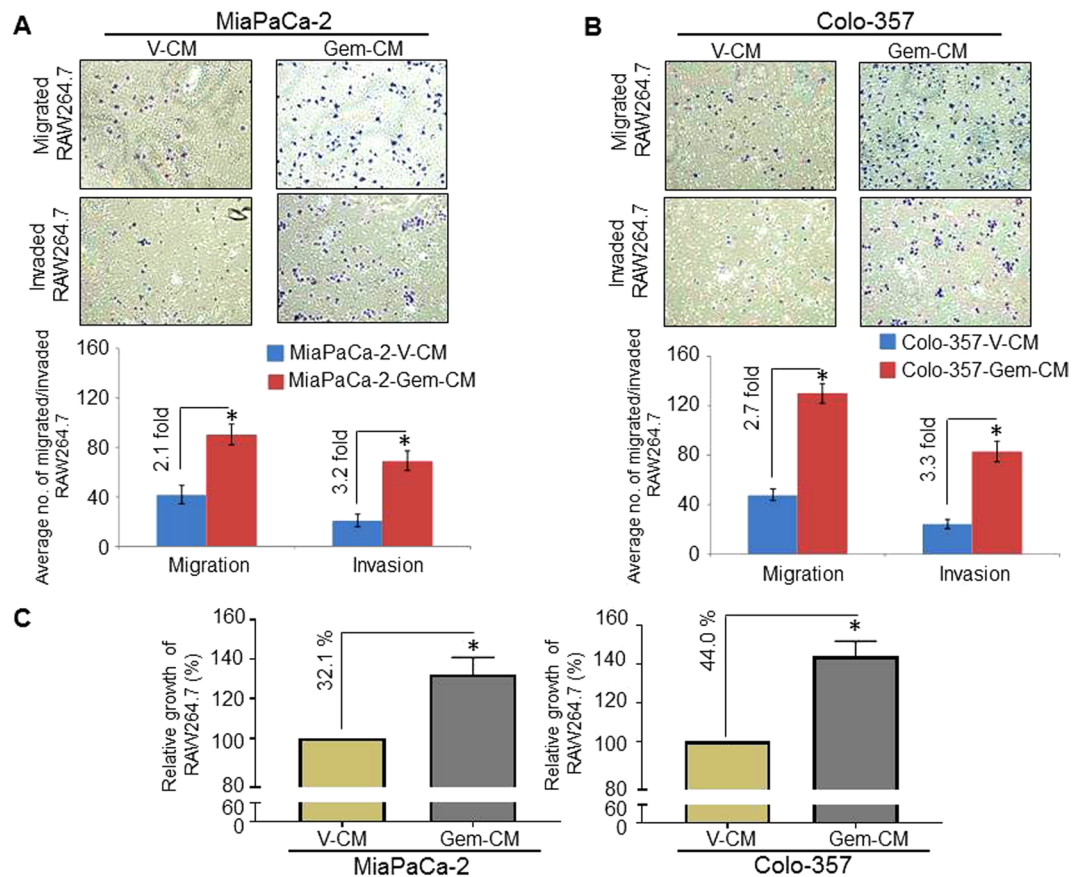 A
MiaPaCa-2
V-CM
Gem-CM
Migrated
RAW264.7
Invaded
RAW264.7
Average no. of migrated/invaded
RAW264.7
160
120
80
40
0
MiaPaCa-2-V-CM
MiaPaCa-2-Gem-CM
2.1 fold
*
3.2 fold
*
Migration
Invasion
B
Colo-357
V-CM
Gem-CM
Migrated
RAW264.7
Invaded
RAW264.7
Average no. of migrated/invaded
RAW264.7
160
120
80
40
0
Colo-357-V-CM
Colo-357-Gem-CM
2.7 fold
*
3.3 fold
*
Migration
Invasion
C
Relative growth of
RAW264.7 (%)
160
140
120
100
80
60
0
32.1 %
*
V-CM
Gem-CM
MiaPaCa-2
Relative growth of
RAW264.7 (%)
160
140
120
100
80
60
0
44.0 %
*
V-CM
Gem-CM
Colo-357